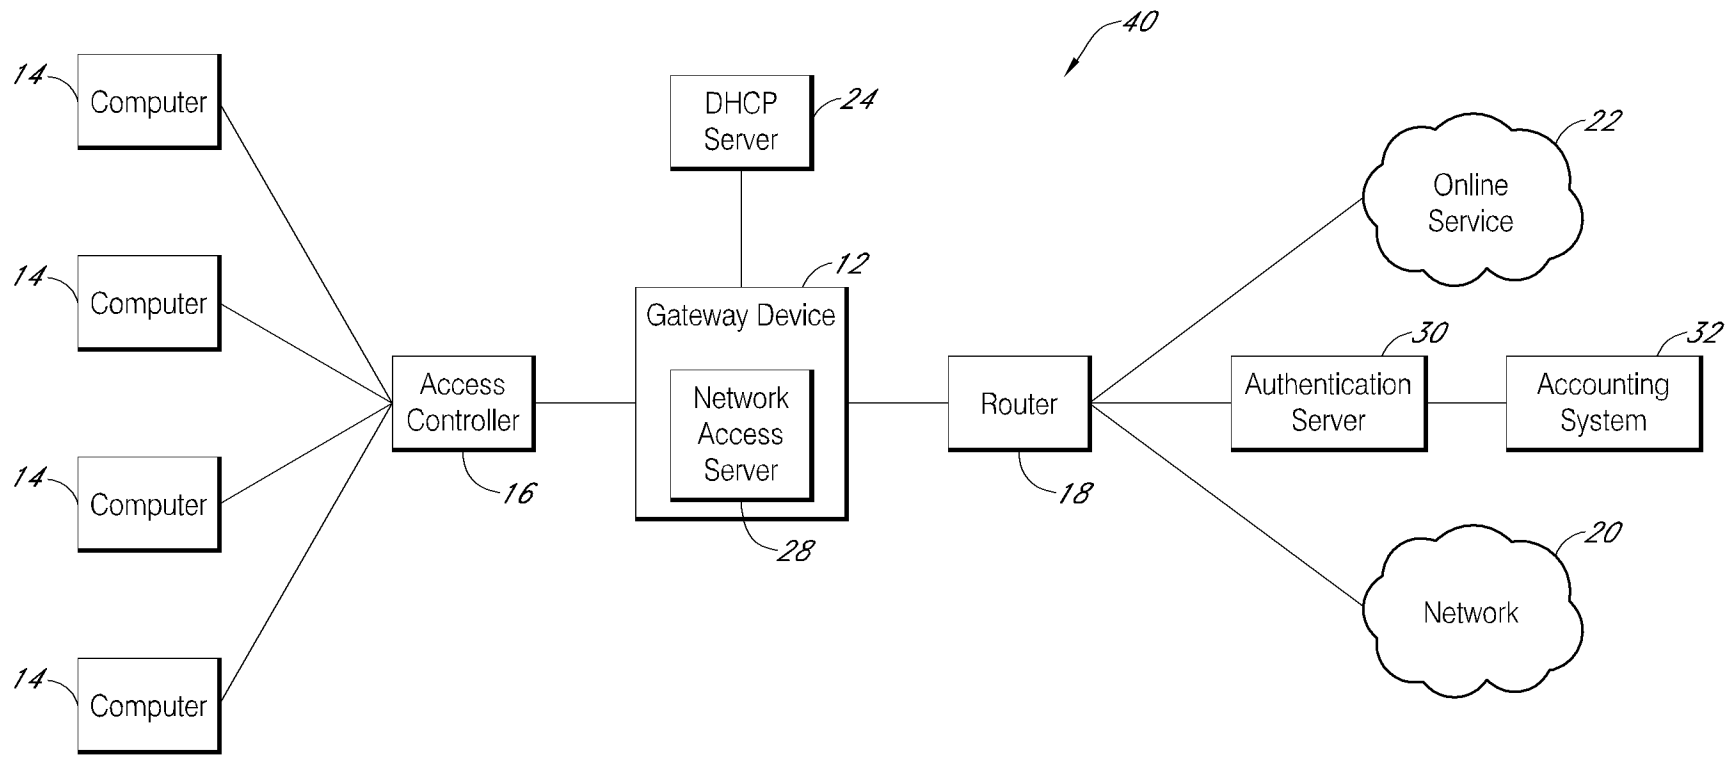 40
14
Computer
DHCP
Server
24
22
Online
Service
14
Computer
12
Gateway Device
Access
Controller
16
Network
Access
Server
28
Router
18
30
Authentication
Server
32
Accounting
System
14
Computer
20
Network
14
Computer